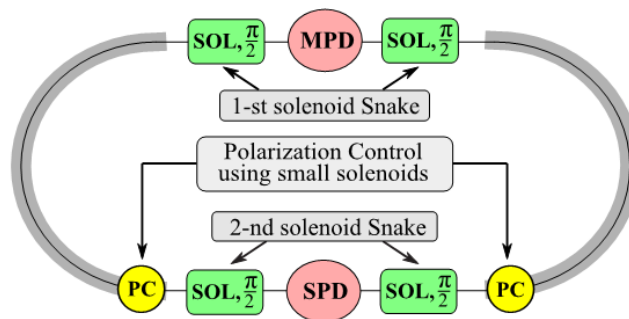 SOL, π/2 MPD SOL, π/2
1-st solenoid Snake
Polarization Control
using small solenoids
2-nd solenoid Snake
PC SOL, π/2 SPD SOL, π/2 PC